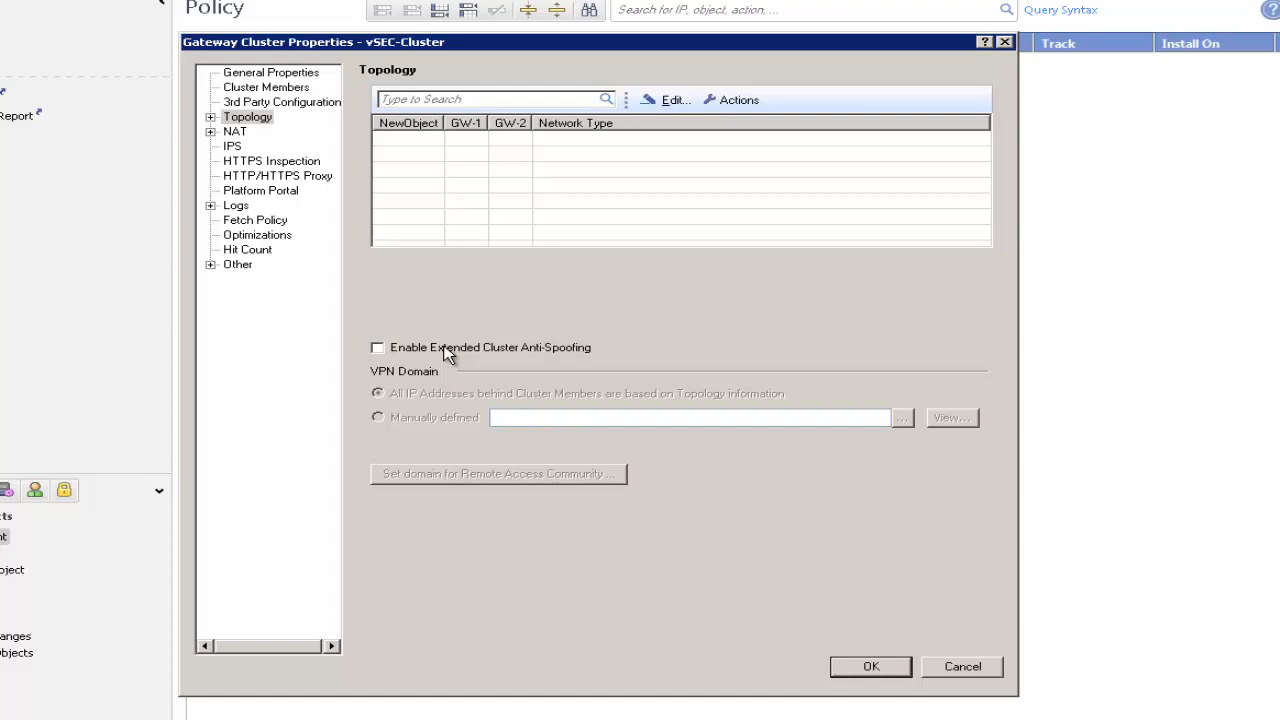 Policy
Search for IP, object, action, ...
Query Syntax
?
Gateway Cluster Properties - vSEC-Cluster
?
Track
Install On
Report
General Properties
Cluster Members
3rd Party Configuration
Topology
NAT
IPS
HTTPS Inspection
HTTP/HTTPS Proxy
Platform Portal
Logs
Fetch Policy
Optimizations
Hit Count
Other
Topology
Type to Search
Edit...
Actions
NewObject GW-1 GW-2 Network Type
Enable Extended Cluster Anti-Spoofing
VPN Domain
All IP Addresses behind Cluster Members are based on Topology information
Manually defined
...
View...
Set domain for Remote Access Community ...
OK
Cancel
cts
nt
oject
anges
Objects